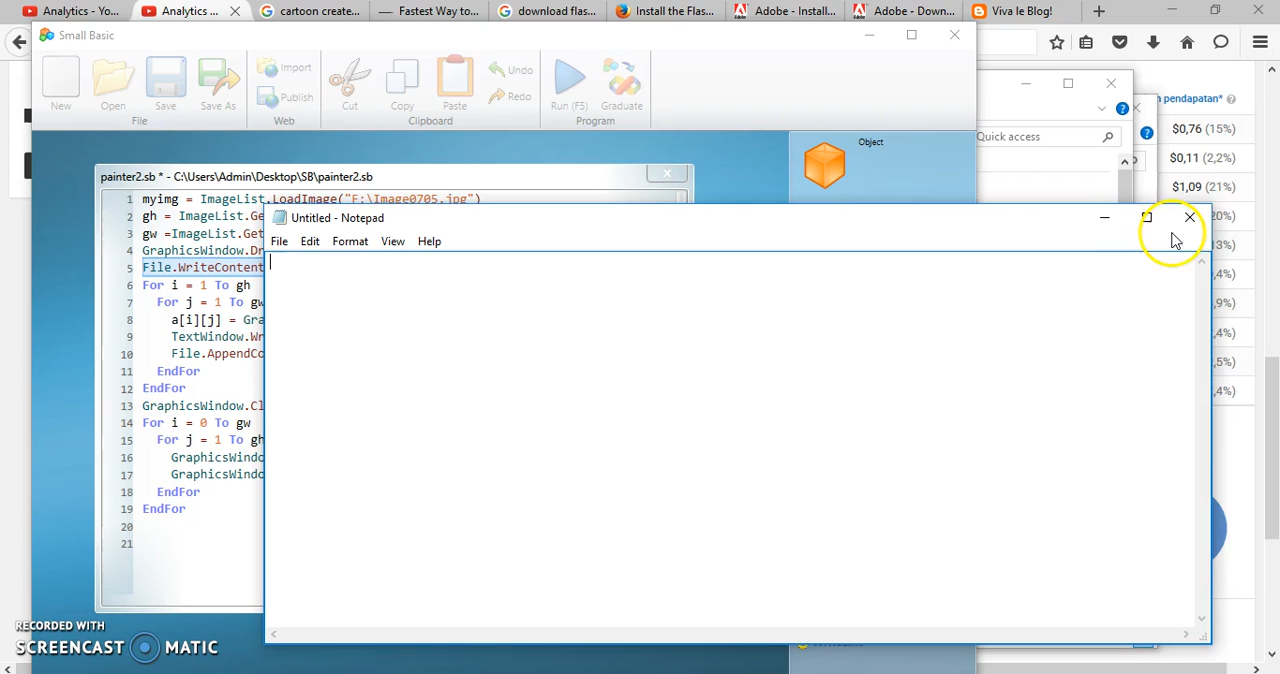 Analytics - Yo...
Analytics ...
cartoon create...
Fastest Way to...
download flas...
Install the Flas...
Adobe - Install...
Adobe - Down...
Viva le Blog!
Small Basic
New
Open
Save
Save As
File
Import
Publish
Web
Cut
Copy
Paste
Undo
Redo
Clipboard
Run (F5)
Graduate
Program
n pendapatan*
Quick access
Object
$0,76 (15%)
$0,11 (2,2%)
$1,09 (21%)
20%)
13%)
,4%)
,9%)
,4%)
,5%)
,4%)
painter2.sb * - C:\Users\Admin\Desktop\SB\painter2.sb
1 myimg = ImageList.LoadImage("F:\Image0705.jpg")
2 gh = ImageList.Ge
3 gw =ImageList.Get
4 GraphicsWindow.Dr
5 File.WriteContent
6 For i = 1 To gh
7 For j = 1 To gw
8 a[i][j] = Gra
9 TextWindow.Wr
10 File.AppendCo
11 EndFor
12 EndFor
13 GraphicsWindow.Cl
14 For i = 0 To gw
15 For j = 1 To gh
16 GraphicsWindo
17 GraphicsWindo
18 EndFor
19 EndFor
20
21
Untitled - Notepad
File Edit Format View Help
RECORDED WITH
SCREENCAST MATIC